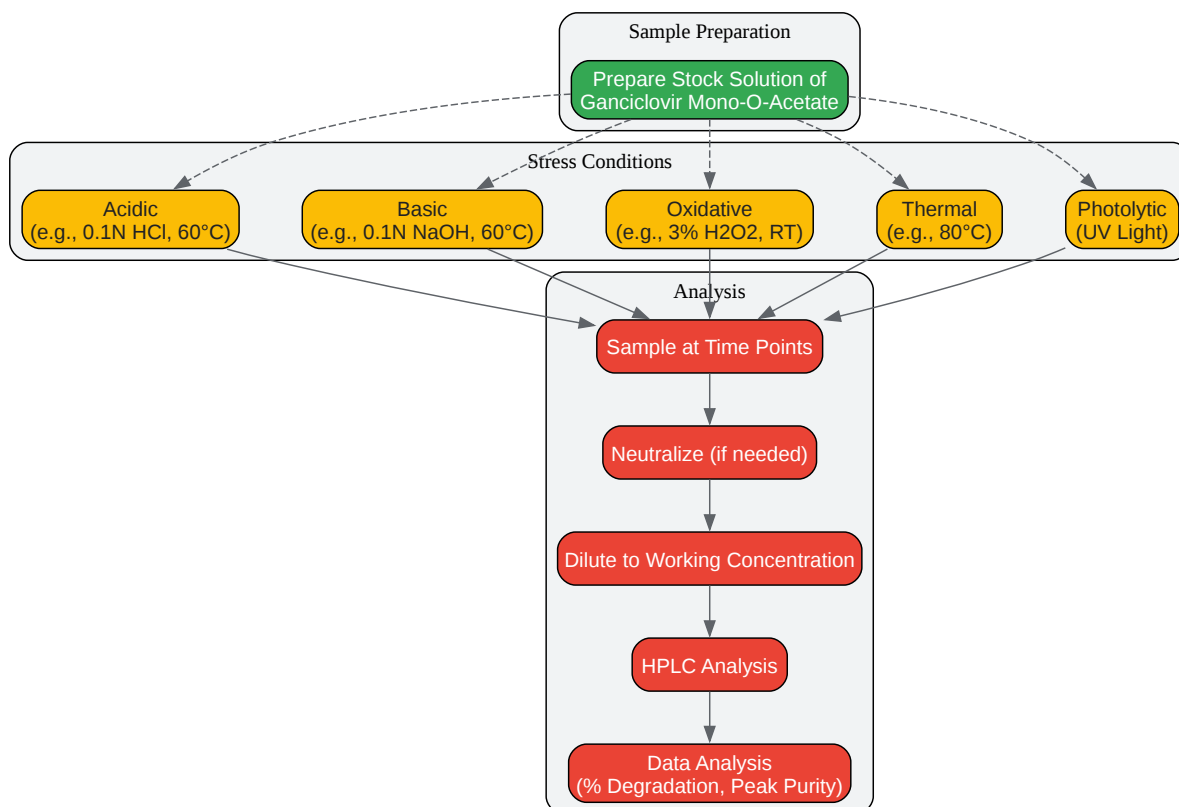 Sample Preparation
Prepare Stock Solution of
Ganciclovir Mono-O-Acetate
Stress Conditions
Acidic
(e.g., 0.1N HCl, 60°C)
Basic
(e.g., 0.1N NaOH, 60°C)
Oxidative
(e.g., 3% H2O2, RT)
Thermal
(e.g., 80°C)
Photolytic
(UV Light)
Analysis
Sample at Time Points
Neutralize (if needed)
Dilute to Working Concentration
HPLC Analysis
Data Analysis
(% Degradation, Peak Purity)